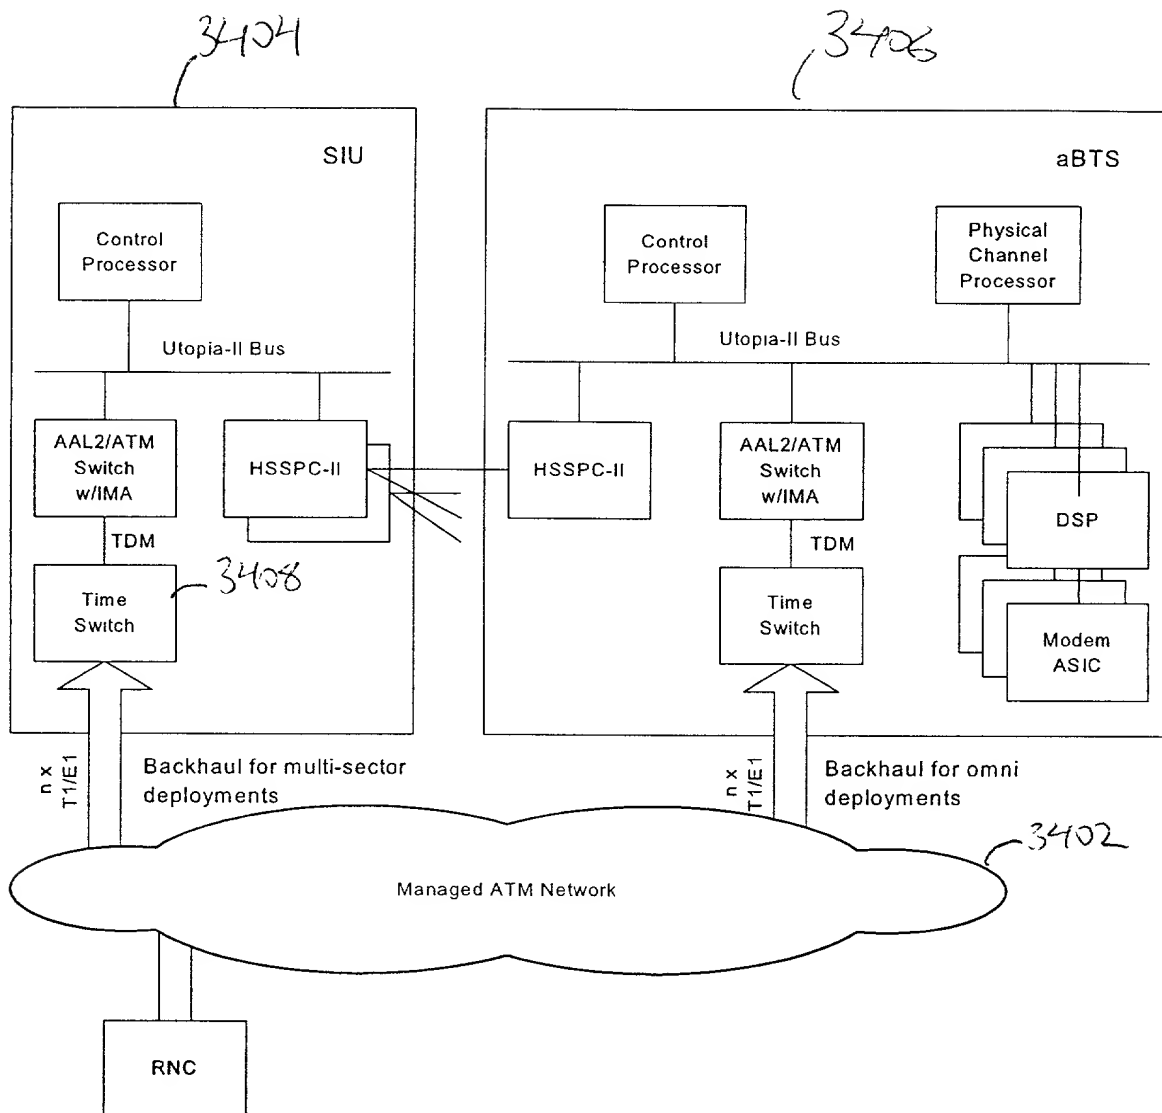 3404
3406
SIU
aBTS
Control
Processor
Control
Processor
Physical
Channel
Processor
Utopia-II Bus
Utopia-II Bus
AAL2/ATM
Switch
w/IMA
HSSPC-II
HSSPC-II
AAL2/ATM
Switch
w/IMA
DSP
TDM
TDM
3408
Time
Switch
Time
Switch
Modem
ASIC
n x
T1/E1
Backhaul for multi-sector
deployments
n x
T1/E1
Backhaul for omni
deployments
3402
Managed ATM Network
RNC